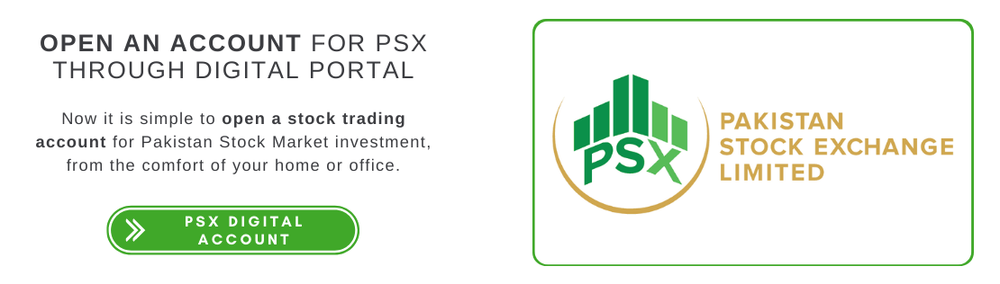 OPEN AN ACCOUNT FOR PSX
THROUGH DIGITAL PORTAL
Now it is simple to open a stock trading
account for Pakistan Stock Market investment,
from the comfort of your home or office.
PSX DIGITAL
ACCOUNT
PSX
PAKISTAN
STOCK EXCHANGE
LIMITED